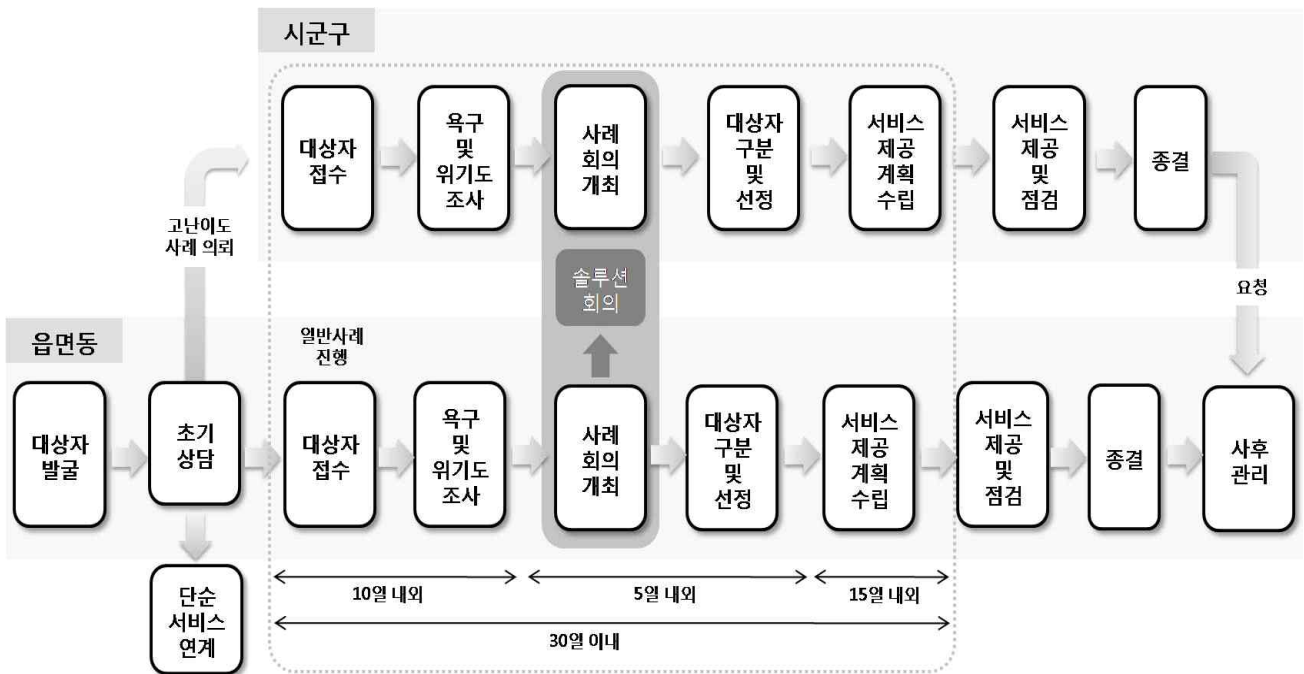 시군구
대상자
접수
욕구
및
위기도
조사
사례
회의
개최
대상자
구분
및
선정
서비스
제공
계획
수립
서비스
제공
및
점검
종결
고난이도
사례 의뢰
솔루션
회의
요청
읍면동
일반사례
진행
대상자
발굴
초기
상담
대상자
접수
욕구
및
위기도
조사
사례
회의
개최
대상자
구분
및
선정
서비스
제공
계획
수립
서비스
제공
및
점검
종결
사후
관리
단순
서비스
연계
10일 내외
5일 내외
15일 내외
30일 이내